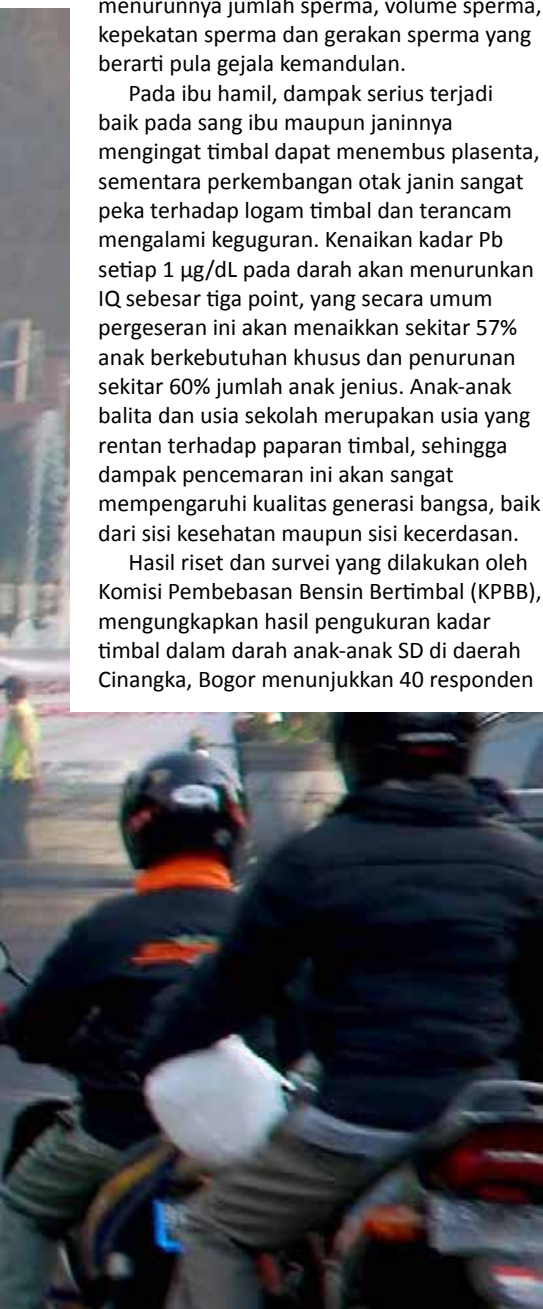 menurunnya jumlah sperma, volume sperma,
kepekatan sperma dan gerakan sperma yang
berarti pula gejala kemandulan.
Pada ibu hamil, dampak serius terjadi
baik pada sang ibu maupun janinnya
mengingat timbal dapat menembus plasenta,
sementara perkembangan otak janin sangat
peka terhadap logam timbal dan terancam
mengalami keguguran. Kenaikan kadar Pb
setiap 1 µg/dL pada darah akan menurunkan
IQ sebesar tiga point, yang secara umum
pergeseran ini akan menaikkan sekitar 57%
anak berkebutuhan khusus dan penurunan
sekitar 60% jumlah anak jenius. Anak-anak
balita dan usia sekolah merupakan usia yang
rentan terhadap paparan timbal, sehingga
dampak pencemaran ini akan sangat
mempengaruhi kualitas generasi bangsa, baik
dari sisi kesehatan maupun sisi kecerdasan.
Hasil riset dan survei yang dilakukan oleh
Komisi Pembebasan Bensin Bertimbal (KPBB),
mengungkapkan hasil pengukuran kadar
timbal dalam darah anak-anak SD di daerah
Cinangka, Bogor menunjukkan 40 responden